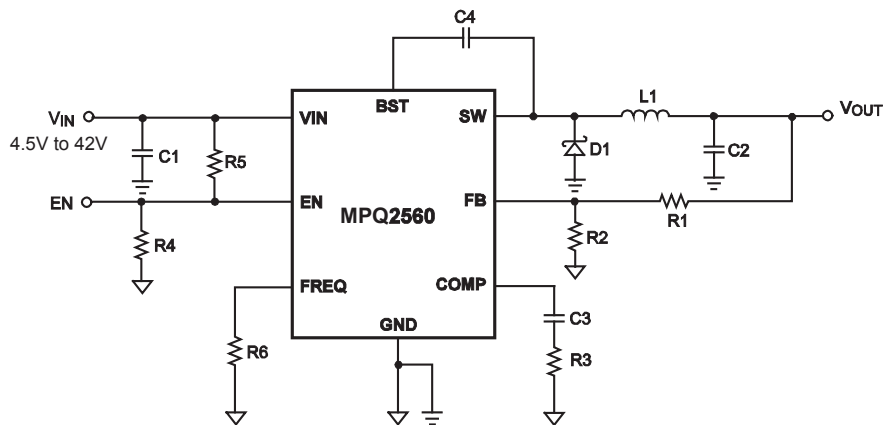 C4
BST
L1
VIN
4.5V to 42V
C1
R5
VIN
SW
VOUT
D1
C2
EN
EN
MPQ2560
FB
R1
R4
R2
FREQ
COMP
GND
C3
R6
R3